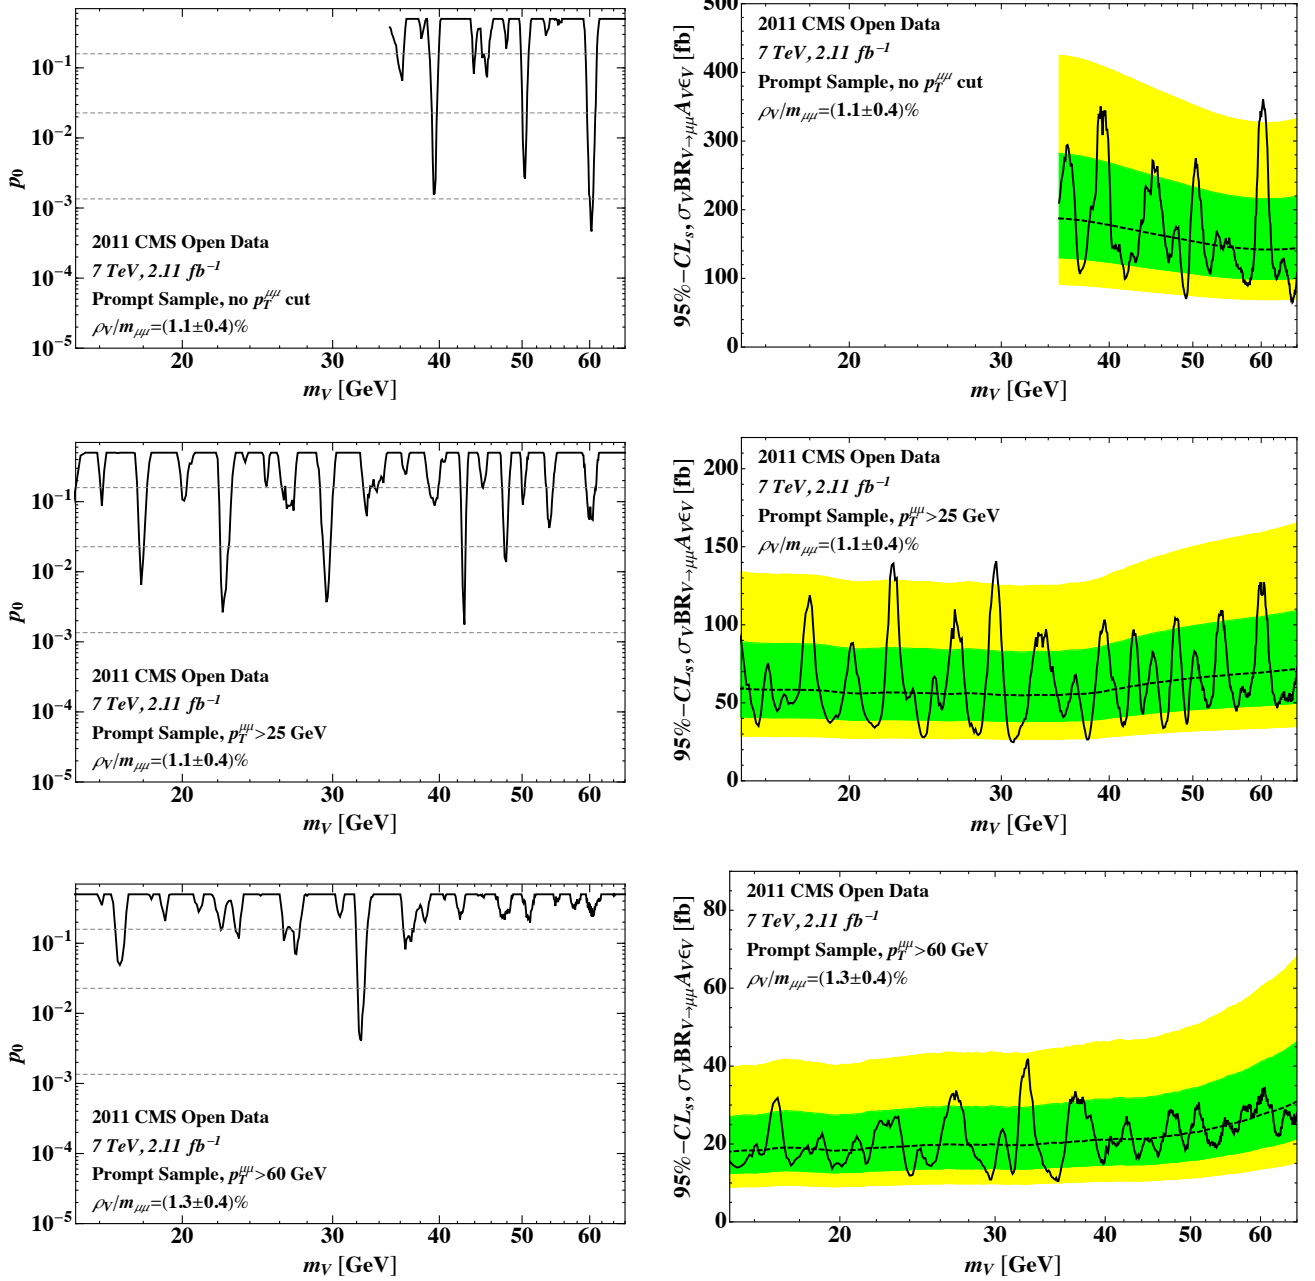 10⁻¹
10⁻²
10⁻³
10⁻⁴
10⁻⁵
p₀
2011 CMS Open Data
7 TeV, 2.11 fb⁻¹
Prompt Sample, no p_T^μμ cut
ρ_V/m_μμ=(1.1±0.4)%
20 30 40 50 60
m_V [GeV]
500
400
300
200
100
0
95%−CL_s, σ_V BR_V→μμ A_V ϵ_V [fb]
2011 CMS Open Data
7 TeV, 2.11 fb⁻¹
Prompt Sample, no p_T^μμ cut
ρ_V/m_μμ=(1.1±0.4)%
20 30 40 50 60
m_V [GeV]
10⁻¹
10⁻²
10⁻³
10⁻⁴
10⁻⁵
p₀
2011 CMS Open Data
7 TeV, 2.11 fb⁻¹
Prompt Sample, p_T^μμ>25 GeV
ρ_V/m_μμ=(1.1±0.4)%
20 30 40 50 60
m_V [GeV]
200
150
100
50
0
95%−CL_s, σ_V BR_V→μμ A_V ϵ_V [fb]
2011 CMS Open Data
7 TeV, 2.11 fb⁻¹
Prompt Sample, p_T^μμ>25 GeV
ρ_V/m_μμ=(1.1±0.4)%
20 30 40 50 60
m_V [GeV]
10⁻¹
10⁻²
10⁻³
10⁻⁴
10⁻⁵
p₀
2011 CMS Open Data
7 TeV, 2.11 fb⁻¹
Prompt Sample, p_T^μμ>60 GeV
ρ_V/m_μμ=(1.3±0.4)%
20 30 40 50 60
m_V [GeV]
80
60
40
20
0
95%−CL_s, σ_V BR_V→μμ A_V ϵ_V [fb]
2011 CMS Open Data
7 TeV, 2.11 fb⁻¹
Prompt Sample, p_T^μμ>60 GeV
ρ_V/m_μμ=(1.3±0.4)%
20 30 40 50 60
m_V [GeV]